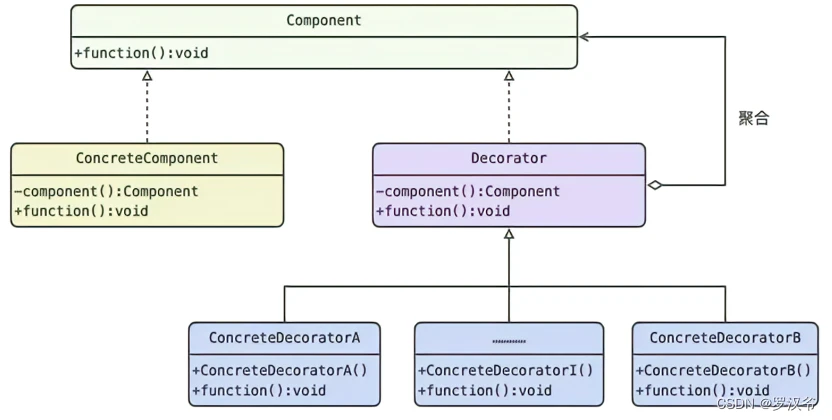 Component
+function():void
聚合
ConcreteComponent
-component():Component
+function():void
Decorator
-component():Component
+function():void
ConcreteDecoratorA
+ConcreteDecoratorA()
+function():void
............
+ConcreteDecoratorI()
+function():void
ConcreteDecoratorB
+ConcreteDecoratorB()
+function():void
CSDN @罗汉爷